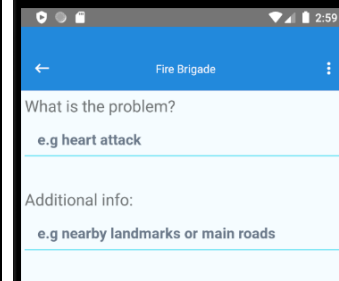 2:59
Fire Brigade
What is the problem?
e.g heart attack
Additional info:
e.g nearby landmarks or main roads